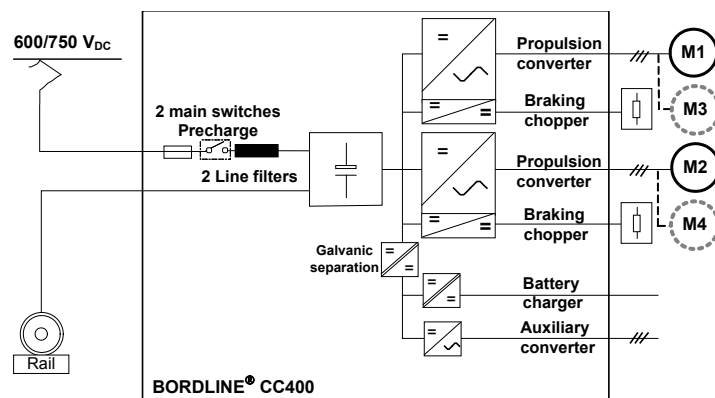 600/750 VDC
2 main switches
Precharge
2 Line filters
Propulsion
converter
M1
Braking
chopper
M3
Propulsion
converter
M2
Braking
chopper
M4
Galvanic
separation
Battery
charger
Auxiliary
converter
Rail
BORDLINE® CC400